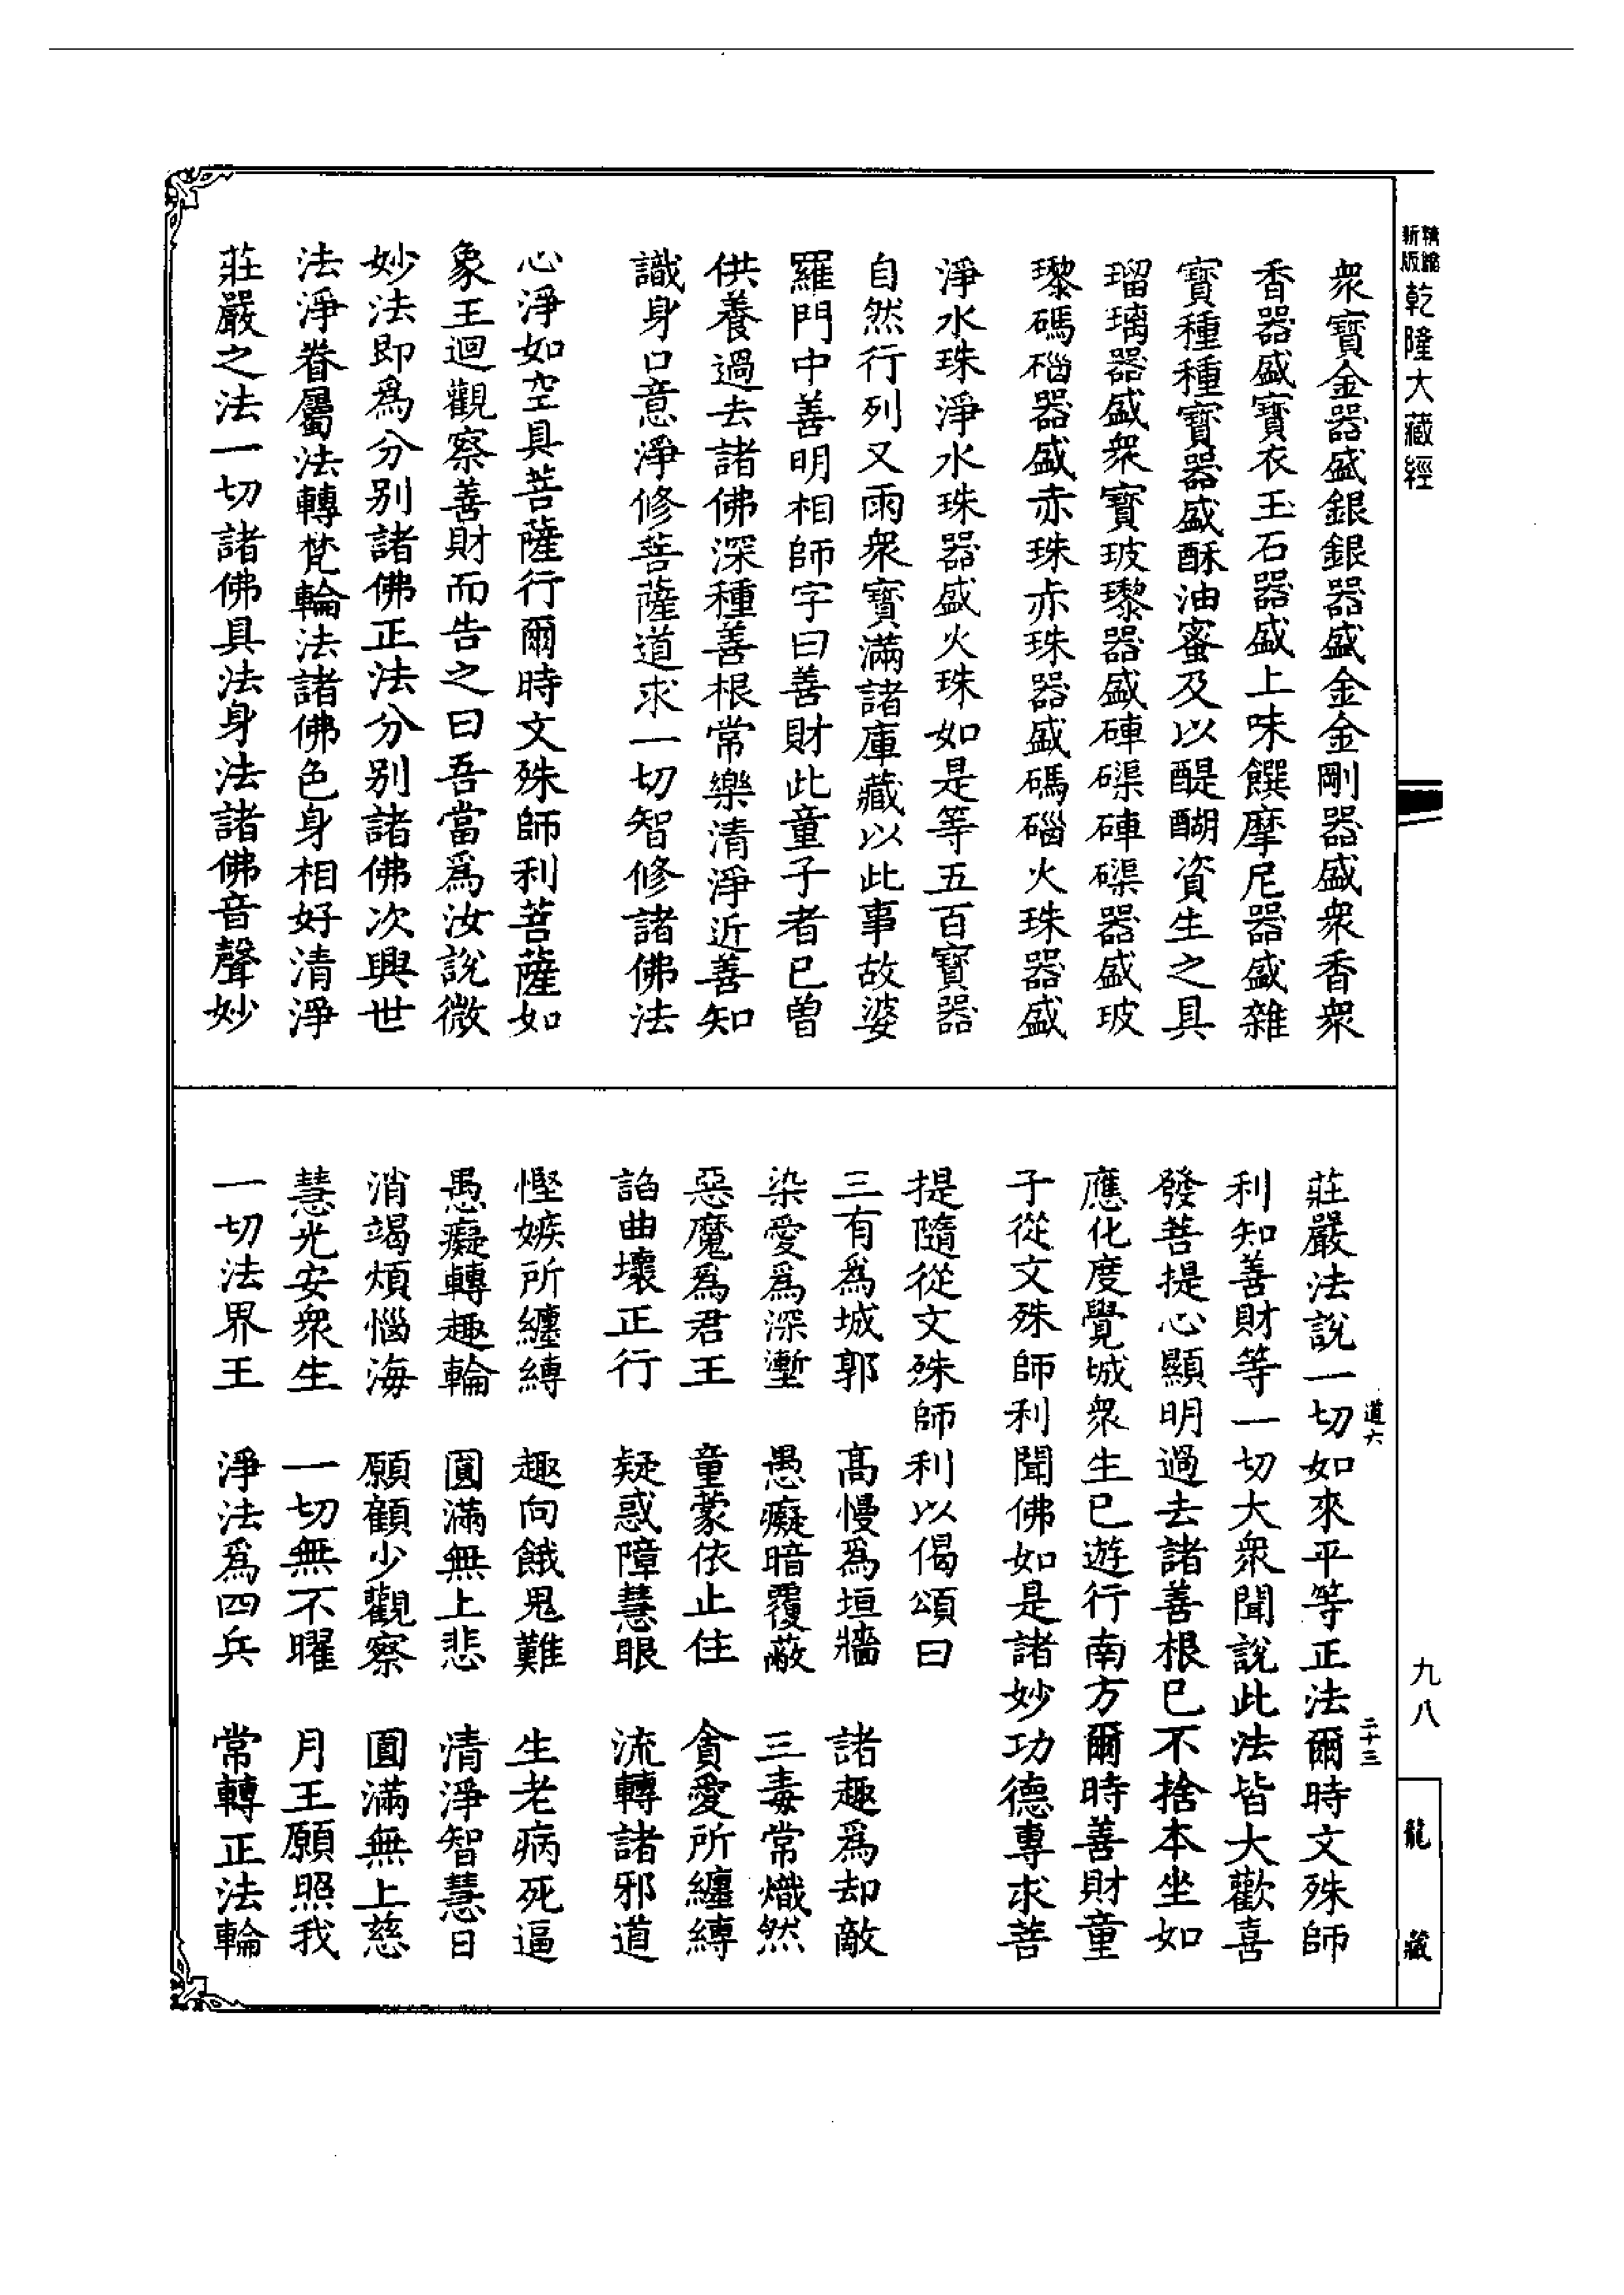 精縮
新版
乾隆大藏經
九八
龍藏
衆寶金器盛銀銀器盛金金剛器盛衆香衆
香器盛寶衣玉石器盛上味饌摩尼器盛雜
寶種種寶器盛酥油蜜及以醍醐資生之具
瑠璃器盛衆寶玻瓈器盛硨磲硨磲器盛玻
瓈碼碯器盛赤珠赤珠器盛碼碯火珠器盛
淨水珠淨水珠器盛火珠如是等五百寶器
自然行列又雨衆寶滿諸庫藏以此事故婆
羅門中善明相師字曰善財此童子者已曾
供養過去諸佛深種善根常樂清淨近善知
識身口意淨修菩薩道求一切智修諸佛法
心淨如空具菩薩行爾時文殊師利菩薩如
象王迴觀察善財而告之曰吾當爲汝說微
妙法即爲分別諸佛正法分別諸佛次興世
法淨眷屬法轉梵輪法諸佛色身相好清淨
莊嚴之法一切諸佛具法身法諸佛音聲妙
莊嚴法說一切如來平等正法爾時文殊師
道六
二十三
利知善財等一切大衆聞說此法皆大歡喜
發菩提心顯明過去諸善根已不捨本坐如
應化度覺城衆生已遊行南方爾時善財童
子從文殊師利聞佛如是諸妙功德專求菩
提隨從文殊師利以偈頌曰
三有爲城郭　高慢爲垣牆　諸趣爲却敵
染愛爲深塹　愚癡暗覆蔽　三毒常熾然
惡魔爲君王　童蒙依止住　貪愛所纏縛
諂曲壞正行　疑惑障慧眼　流轉諸邪道
慳嫉所纏縛　趣向餓鬼難　生老病死逼
愚癡轉趣輪　圓滿無上悲　清淨智慧日
消竭煩惱海　願顧少觀察　圓滿無上慈
慧光安衆生　一切無不曜　月王願照我
一切法界王　淨法爲四兵　常轉正法輪